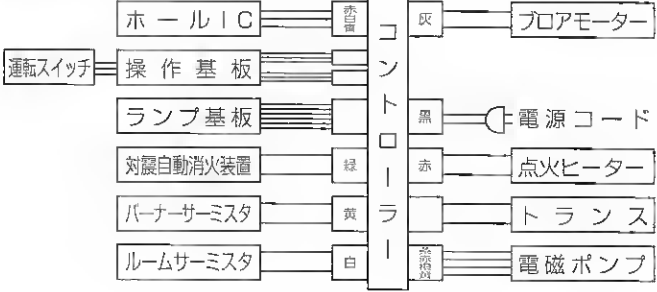 ホールIC
赤白
灰
ブロアモーター
運転スイッチ
操作基板
ランプ基板
黒
電源コード
対震自動消火装置
緑
赤
点火ヒーター
バーナーサーミスタ
黄
トランス
ルームサーミスタ
白
電磁ポンプ
コントローラー